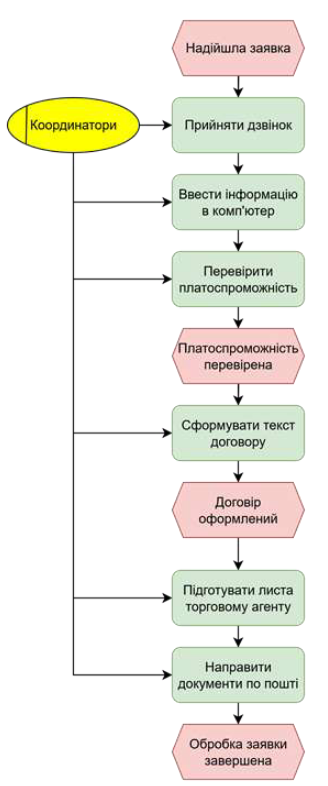 Надійшла заявка
Координатори
Прийняти дзвінок
Ввести інформацію
в комп'ютер
Перевірити
платоспроможність
Платоспроможність
перевірена
Сформувати текст
договору
Договір
оформлений
Підготувати листа
торговому агенту
Направити
документи по пошті
Обробка заявки
завершена